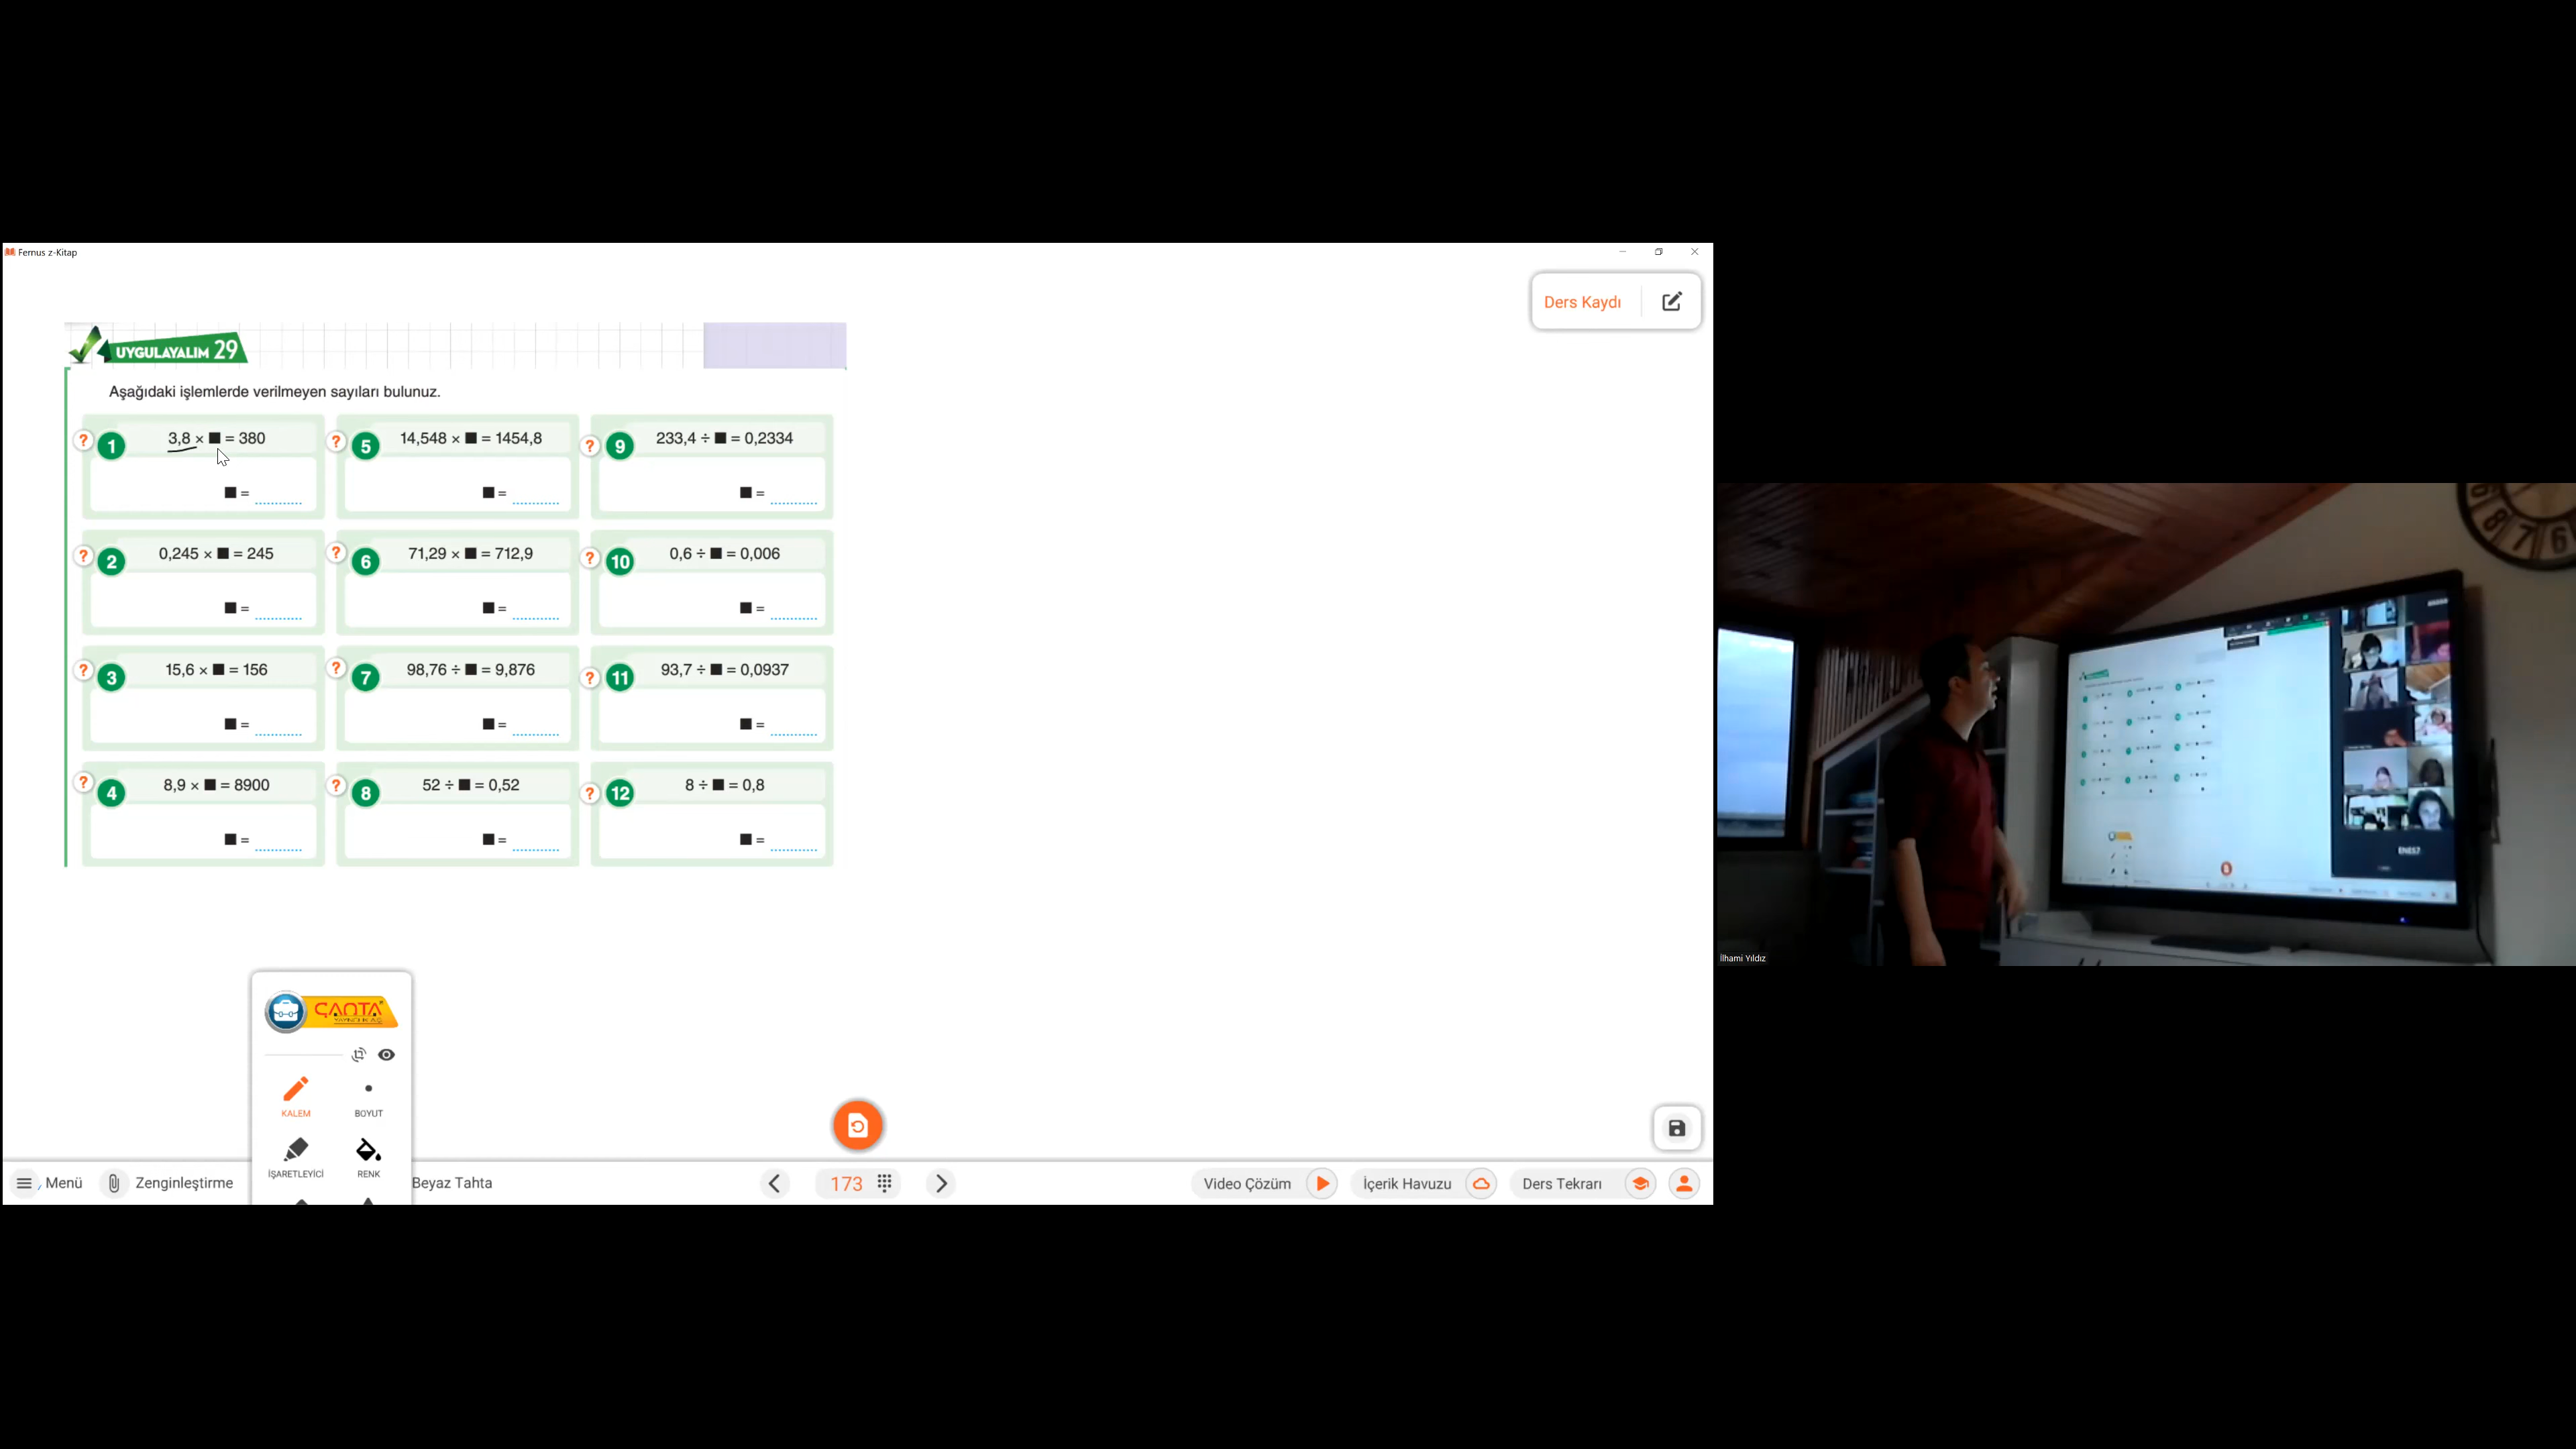 Fernus z-Kitap
Ders Kaydı
UYGULAYALIM 29
Aşağıdaki işlemlerde verilmeyen sayıları bulunuz.
? 1 3,8 × ■ = 380
■ = ............
? 5 14,548 × ■ = 1454,8
■ = ............
? 9 233,4 ÷ ■ = 0,2334
■ = ............
? 2 0,245 × ■ = 245
■ = ............
? 6 71,29 × ■ = 712,9
■ = ............
? 10 0,6 ÷ ■ = 0,006
■ = ............
? 3 15,6 × ■ = 156
■ = ............
? 7 98,76 ÷ ■ = 9,876
■ = ............
? 11 93,7 ÷ ■ = 0,0937
■ = ............
? 4 8,9 × ■ = 8900
■ = ............
? 8 52 ÷ ■ = 0,52
■ = ............
? 12 8 ÷ ■ = 0,8
■ = ............
ÇANTA
KALEM
BOYUT
İŞARETLEYİCİ
RENK
Menü
Zenginleştirme
Beyaz Tahta
173
Video Çözüm
İçerik Havuzu
Ders Tekrarı
İlhami Yıldız